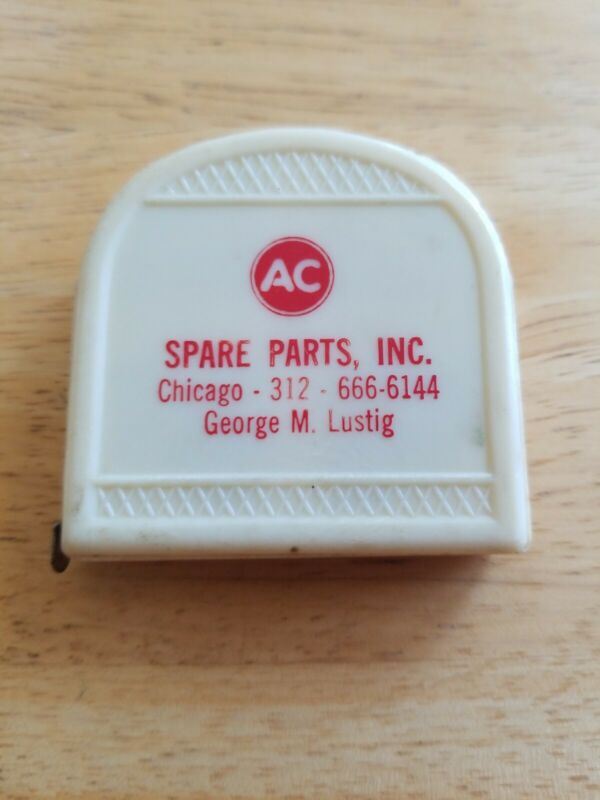 AC
SPARE PARTS, INC.
Chicago - 312 - 666-6144
George M. Lustig